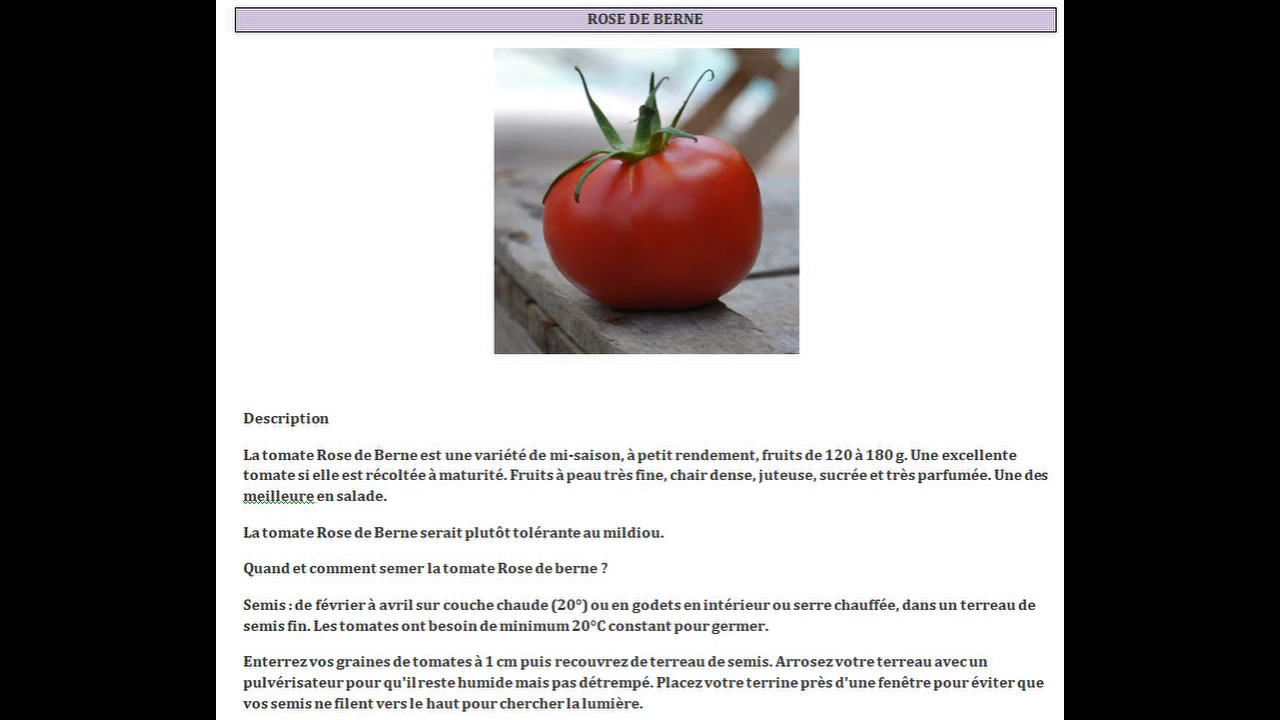 ROSE DE BERNE
Description
La tomate Rose de Berne est une variété de mi-saison, à petit rendement, fruits de 120 à 180 g. Une excellente
tomate si elle est récoltée à maturité. Fruits à peau très fine, chair dense, juteuse, sucrée et très parfumée. Une des
meilleure en salade.
La tomate Rose de Berne serait plutôt tolérante au mildiou.
Quand et comment semer la tomate Rose de berne ?
Semis : de février à avril sur couche chaude (20°) ou en godets en intérieur ou serre chauffée, dans un terreau de
semis fin. Les tomates ont besoin de minimum 20°C constant pour germer.
Enterrez vos graines de tomates à 1 cm puis recouvrez de terreau de semis. Arrosez votre terreau avec un
pulvérisateur pour qu'il reste humide mais pas détrempé. Placez votre terrine près d'une fenêtre pour éviter que
vos semis ne filent vers le haut pour chercher la lumière.